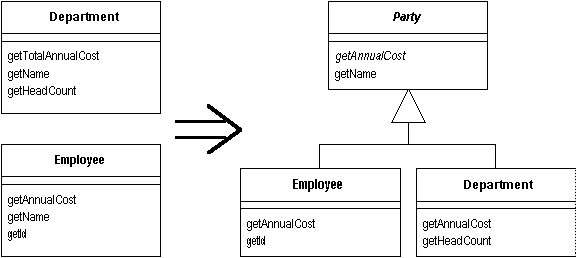 Department
getTotalAnnualCost
getName
getHeadCount
Employee
getAnnualCost
getName
getId
Party
getAnnualCost
getName
Employee
getAnnualCost
getId
Department
getAnnualCost
getHeadCount